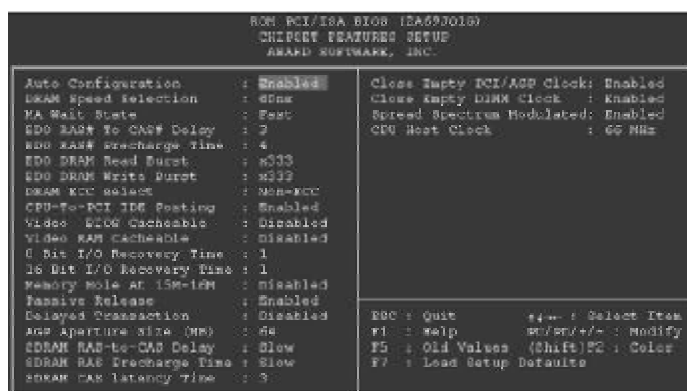 ROM PCI/ISA BIOS (2A69J01G)
CHIPSET FEATURES SETUP
AWARD SOFTWARE, INC.
Auto Configuration : Enabled
DRAM Speed Selection : 60ns
MA Wait State : Fast
EDO RAS# To CAS# Delay : 3
EDO RAS# Precharge Time : 4
EDO DRAM Read Burst : x333
EDO DRAM Write Burst : x333
DRAM ECC Select : Non-ECC
CPU-To-PCI IDE Posting : Enabled
Video BIOS Cacheable : Disabled
Video RAM Cacheable : Disabled
8 Bit I/O Recovery Time : 1
16 Bit I/O Recovery Time : 1
Memory Hole At 15M-16M : Disabled
Passive Release : Enabled
Delayed Transaction : Disabled
AGP Aperture Size (MB) : 64
SDRAM RAS-to-CAS Delay : Slow
SDRAM RAS Precharge Time : Slow
SDRAM CAS latency Time : 3
Close Empty PCI/AGP Clock: Enabled
Close Empty DIMM Clock : Enabled
Spread Spectrum Modulated: Enabled
CPU Host Clock : 66 MHz
ESC : Quit ↑↓→← : Select Item
F1 : Help PU/PD/+/- : Modify
F5 : Old Values (Shift)F2 : Color
F7 : Load Setup Defaults